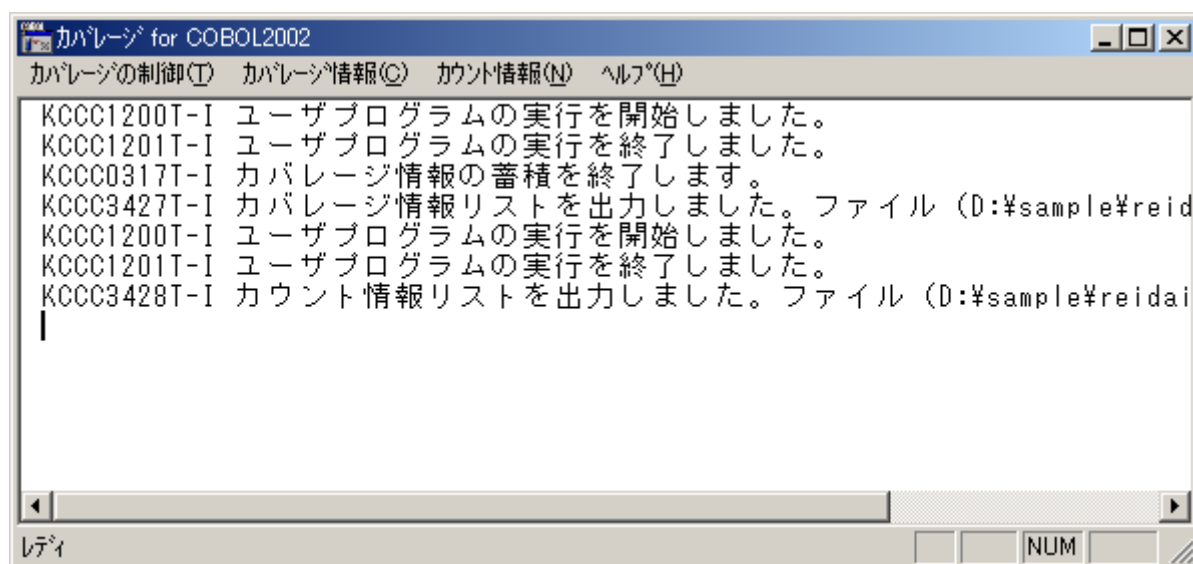 カバレージ for COBOL2002
カバレージの制御(T) カバレージ情報(C) カウント情報(N) ヘルプ(H)
KCCC1200T-I ユーザプログラムの実行を開始しました。
KCCC1201T-I ユーザプログラムの実行を終了しました。
KCCC0317T-I カバレージ情報の蓄積を終了します。
KCCC3427T-I カバレージ情報リストを出力しました。ファイル (D:¥sample¥reid
KCCC1200T-I ユーザプログラムの実行を開始しました。
KCCC1201T-I ユーザプログラムの実行を終了しました。
KCCC3428T-I カウント情報リストを出力しました。ファイル (D:¥sample¥reidai
レディ NUM